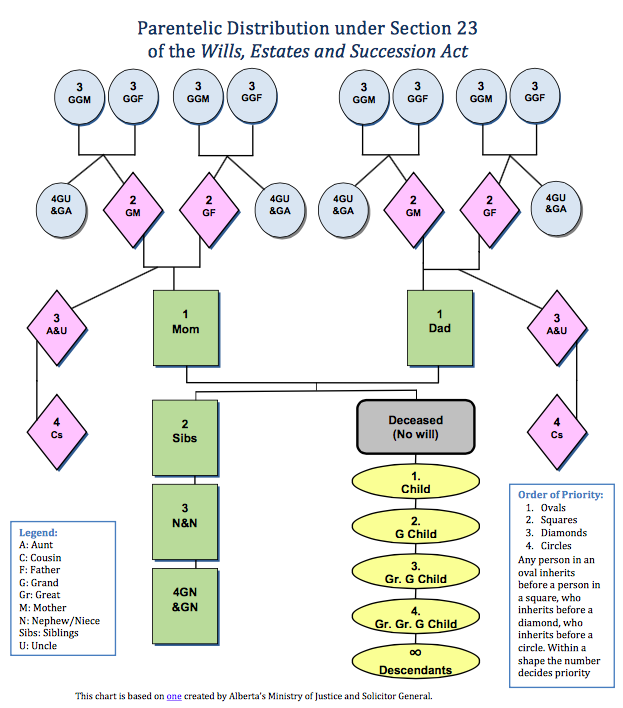 Parentelic Distribution under Section 23
of the Wills, Estates and Succession Act
3
GGM
3
GGF
3
GGM
3
GGF
3
GGM
3
GGF
3
GGM
3
GGF
4GU
&GA
2
GM
2
GF
4GU
&GA
4GU
&GA
2
GM
2
GF
4GU
&GA
3
A&U
1
Mom
1
Dad
3
A&U
4
Cs
2
Sibs
Deceased
(No will)
4
Cs
3
N&N
4GN
&GN
1.
Child
2.
G Child
3.
Gr. G Child
4.
Gr. Gr. G Child
∞
Descendants
Legend:
A: Aunt
C: Cousin
F: Father
G: Grand
Gr: Great
M: Mother
N: Nephew/Niece
Sibs: Siblings
U: Uncle
Order of Priority:
1. Ovals
2. Squares
3. Diamonds
4. Circles
Any person in an
oval inherits
before a person in
a square, who
inherits before a
diamond, who
inherits before a
circle. Within a
shape the number
decides priority
This chart is based on one created by Alberta's Ministry of Justice and Solicitor General.